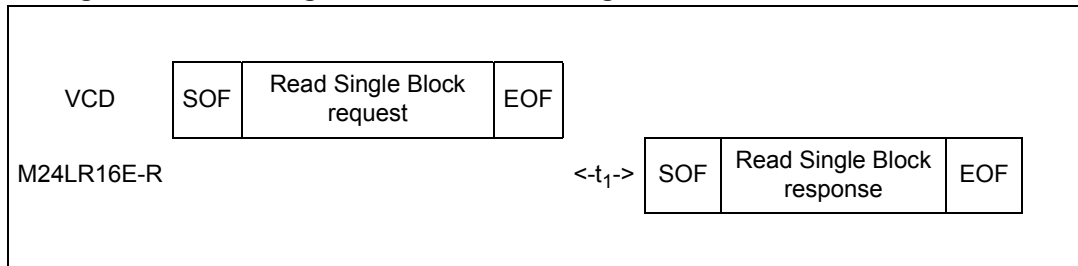 VCD SOF Read Single Block request EOF
M24LR16E-R <-t₁-> SOF Read Single Block response EOF